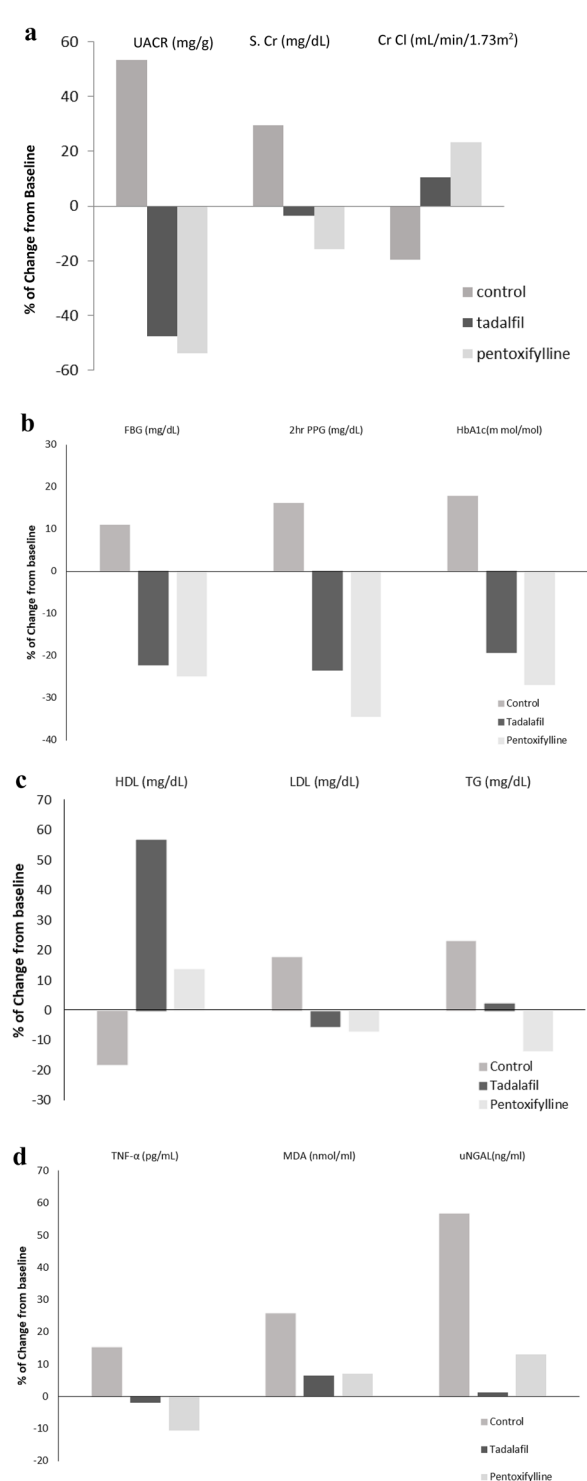 a
UACR (mg/g) S. Cr (mg/dL) Cr Cl (mL/min/1.73m²)
% of Change from Baseline
60
40
20
0
-20
-40
-60
control
tadalfil
pentoxifylline
b
FBG (mg/dL) 2hr PPG (mg/dL) HbA1c(m mol/mol)
% of Change from baseline
30
20
10
0
-10
-20
-30
-40
Control
Tadalafil
Pentoxifylline
c
HDL (mg/dL) LDL (mg/dL) TG (mg/dL)
% of Change from baseline
70
60
50
40
30
20
10
0
-10
-20
-30
Control
Tadalafil
Pentoxifylline
d
TNF-α (pg/mL) MDA (nmol/ml) uNGAL(ng/ml)
% of Change from baseline
70
60
50
40
30
20
10
0
-10
-20
Control
Tadalafil
Pentoxifylline